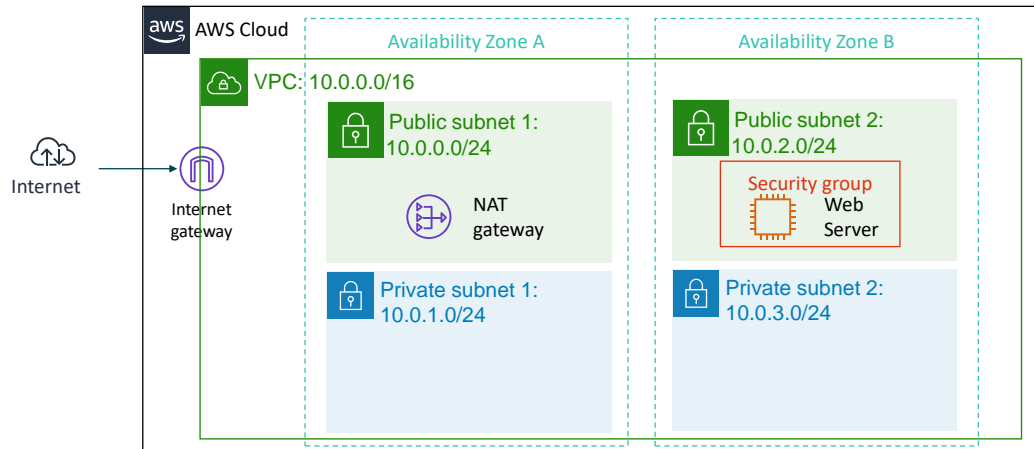 aws
AWS Cloud
Availability Zone A
Availability Zone B
VPC: 10.0.0.0/16
Public subnet 1:
10.0.0.0/24
Public subnet 2:
10.0.2.0/24
Internet
Internet
gateway
NAT
gateway
Security group
Web
Server
Private subnet 1:
10.0.1.0/24
Private subnet 2:
10.0.3.0/24